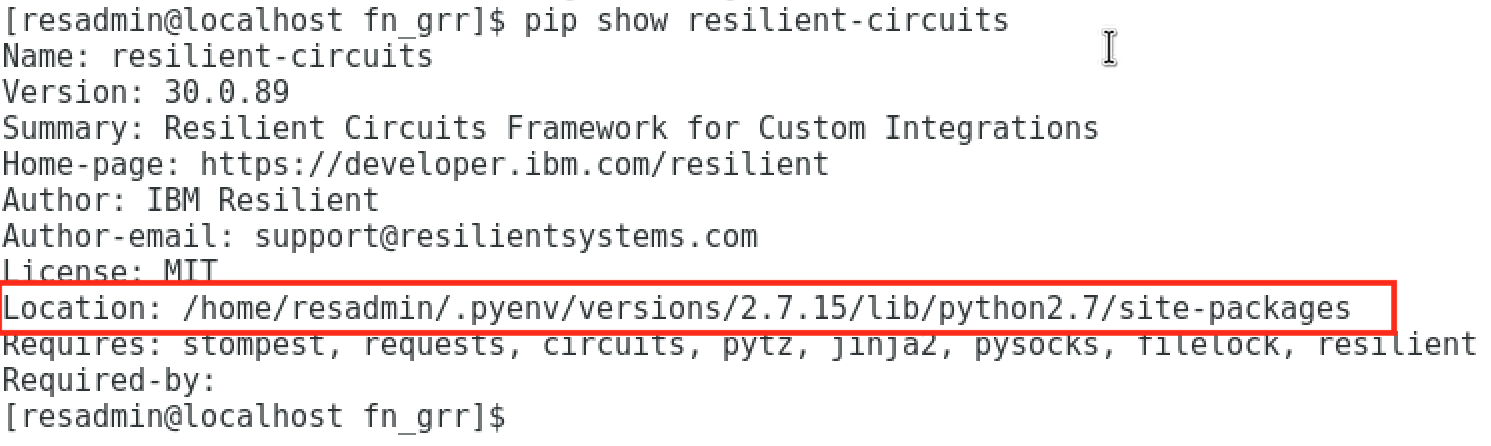 [resadmin@localhost fn_grr]$ pip show resilient-circuits
Name: resilient-circuits
Version: 30.0.89
Summary: Resilient Circuits Framework for Custom Integrations
Home-page: https://developer.ibm.com/resilient
Author: IBM Resilient
Author-email: support@resilientsystems.com
License: MIT
Location: /home/resadmin/.pyenv/versions/2.7.15/lib/python2.7/site-packages
Requires: stompest, requests, circuits, pytz, jinja2, pysocks, filelock, resilient
Required-by:
[resadmin@localhost fn_grr]$